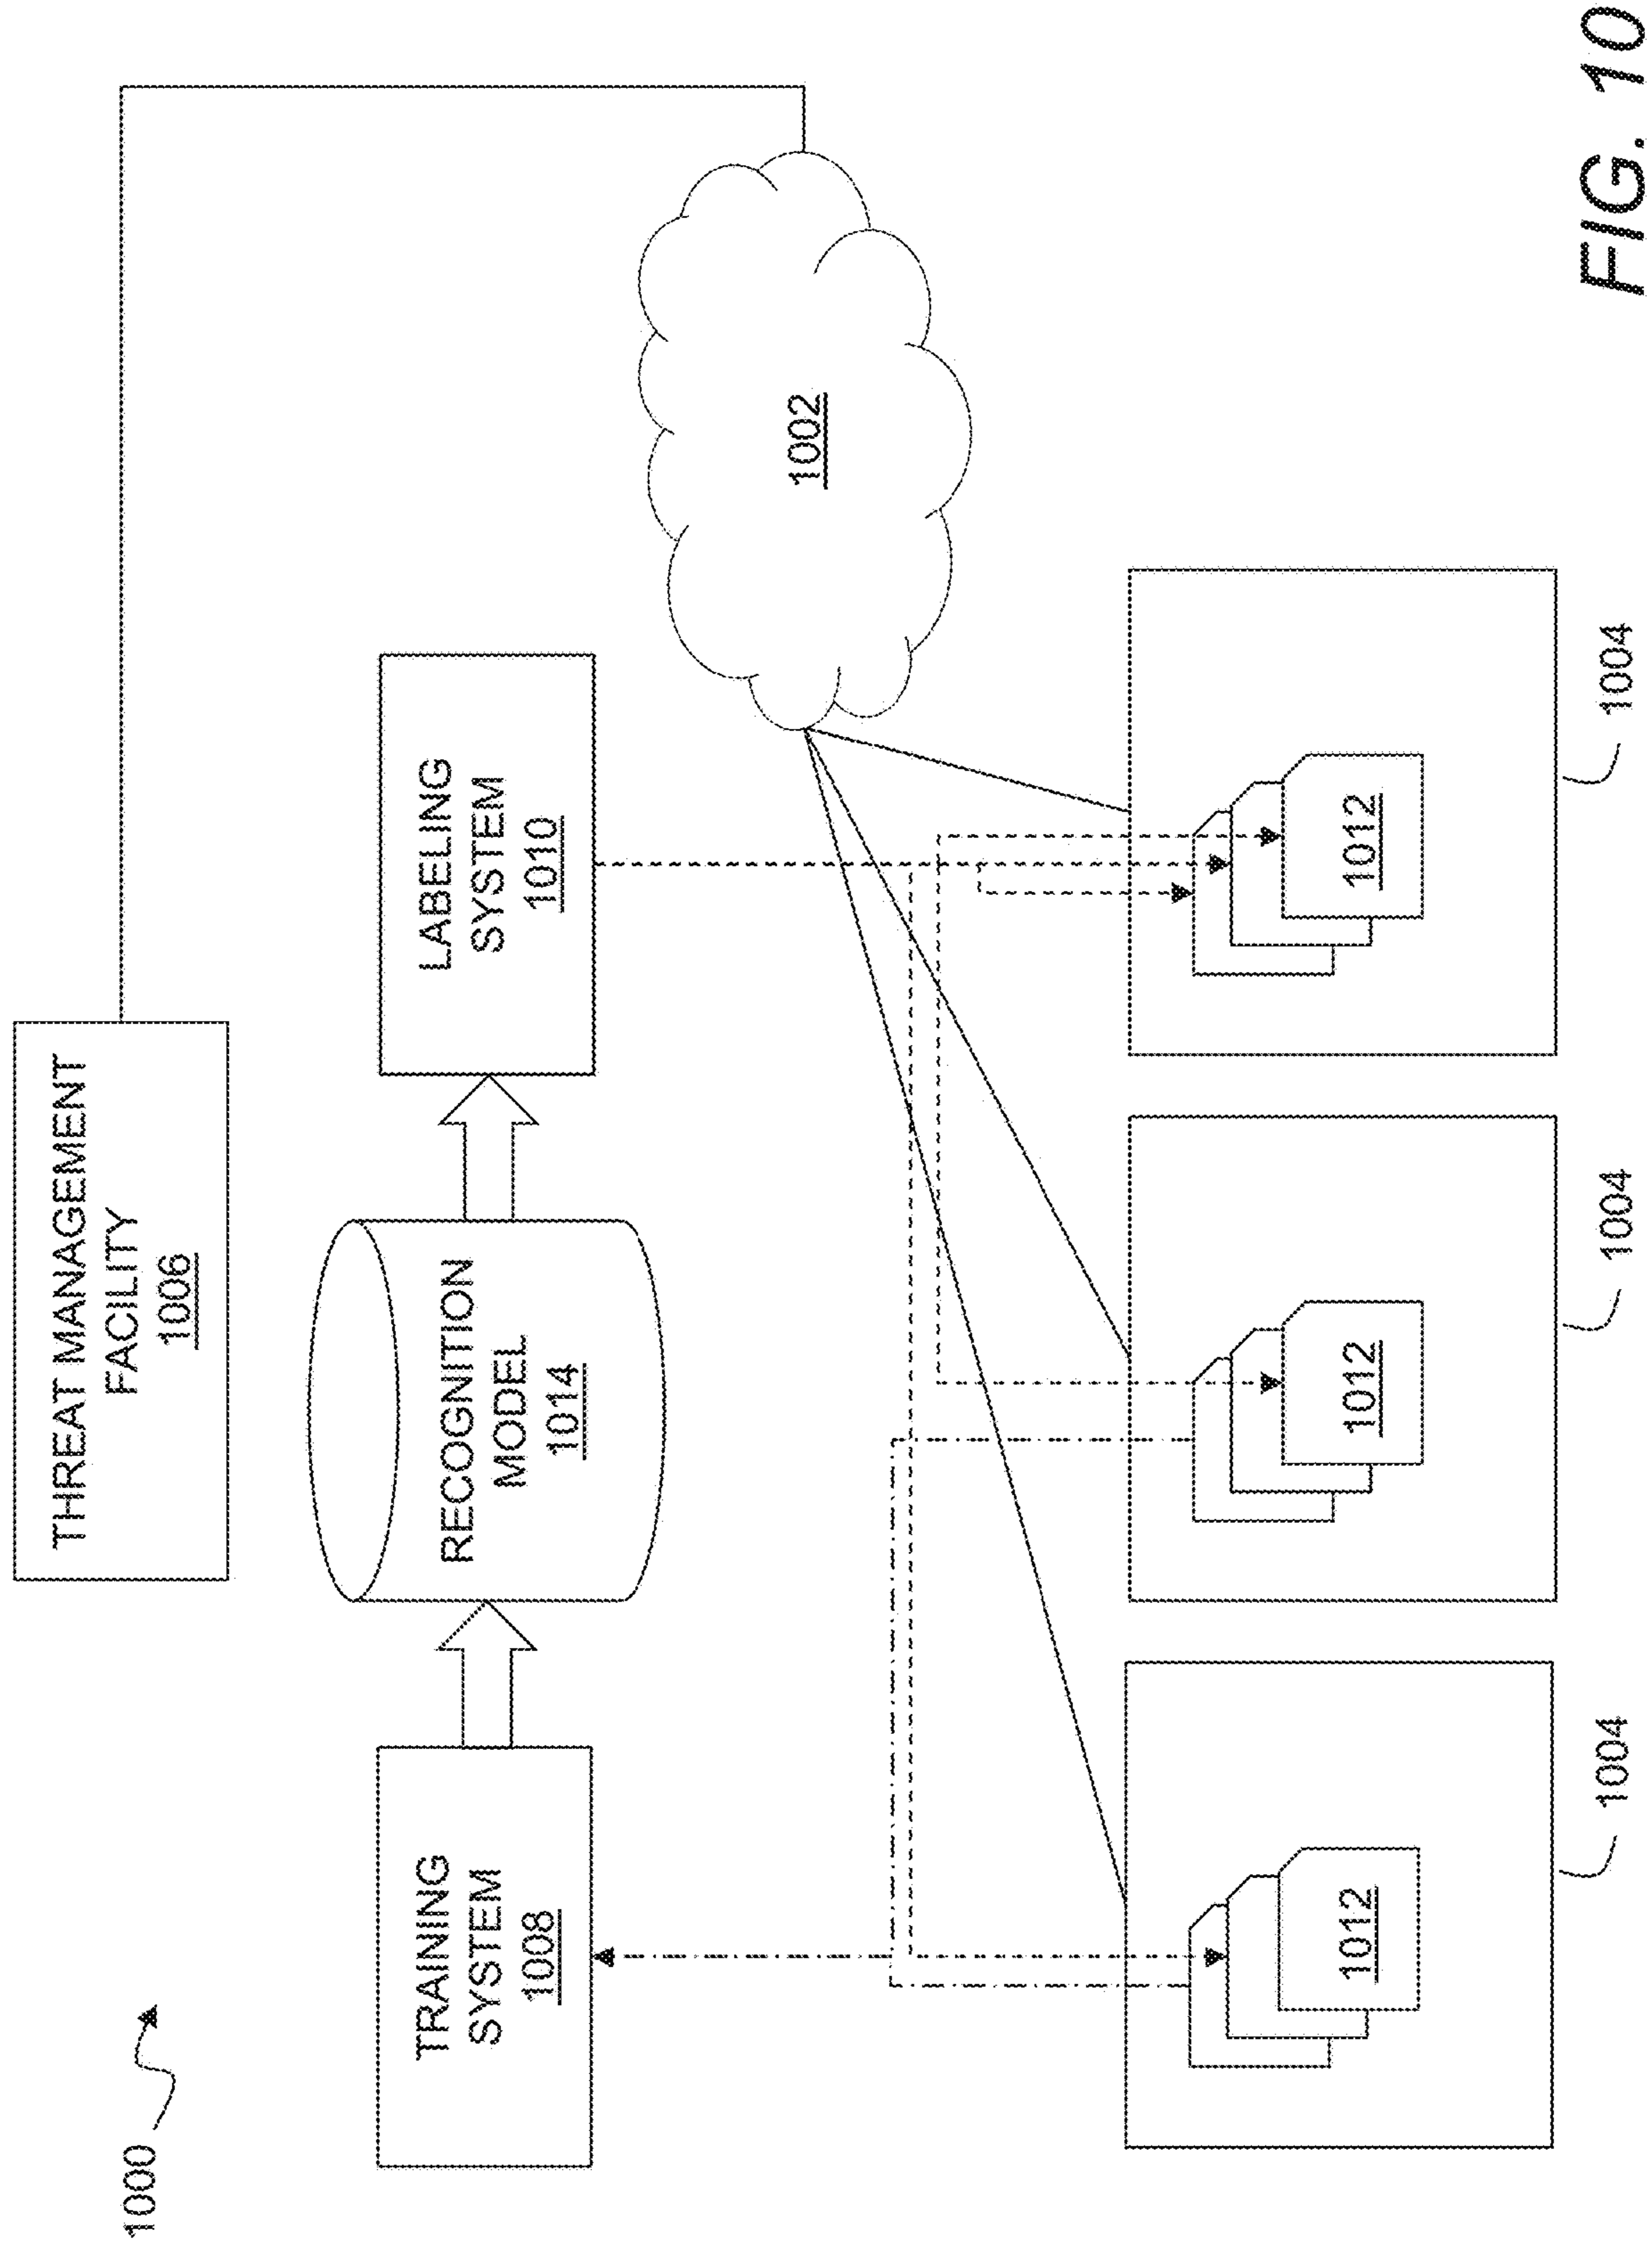 1000
THREAT MANAGEMENT
FACILITY
1006
TRAINING
SYSTEM
1008
RECOGNITION
MODEL
1014
LABELING
SYSTEM
1010
1002
1012
1012
1012
1004
1004
1004
FIG. 10